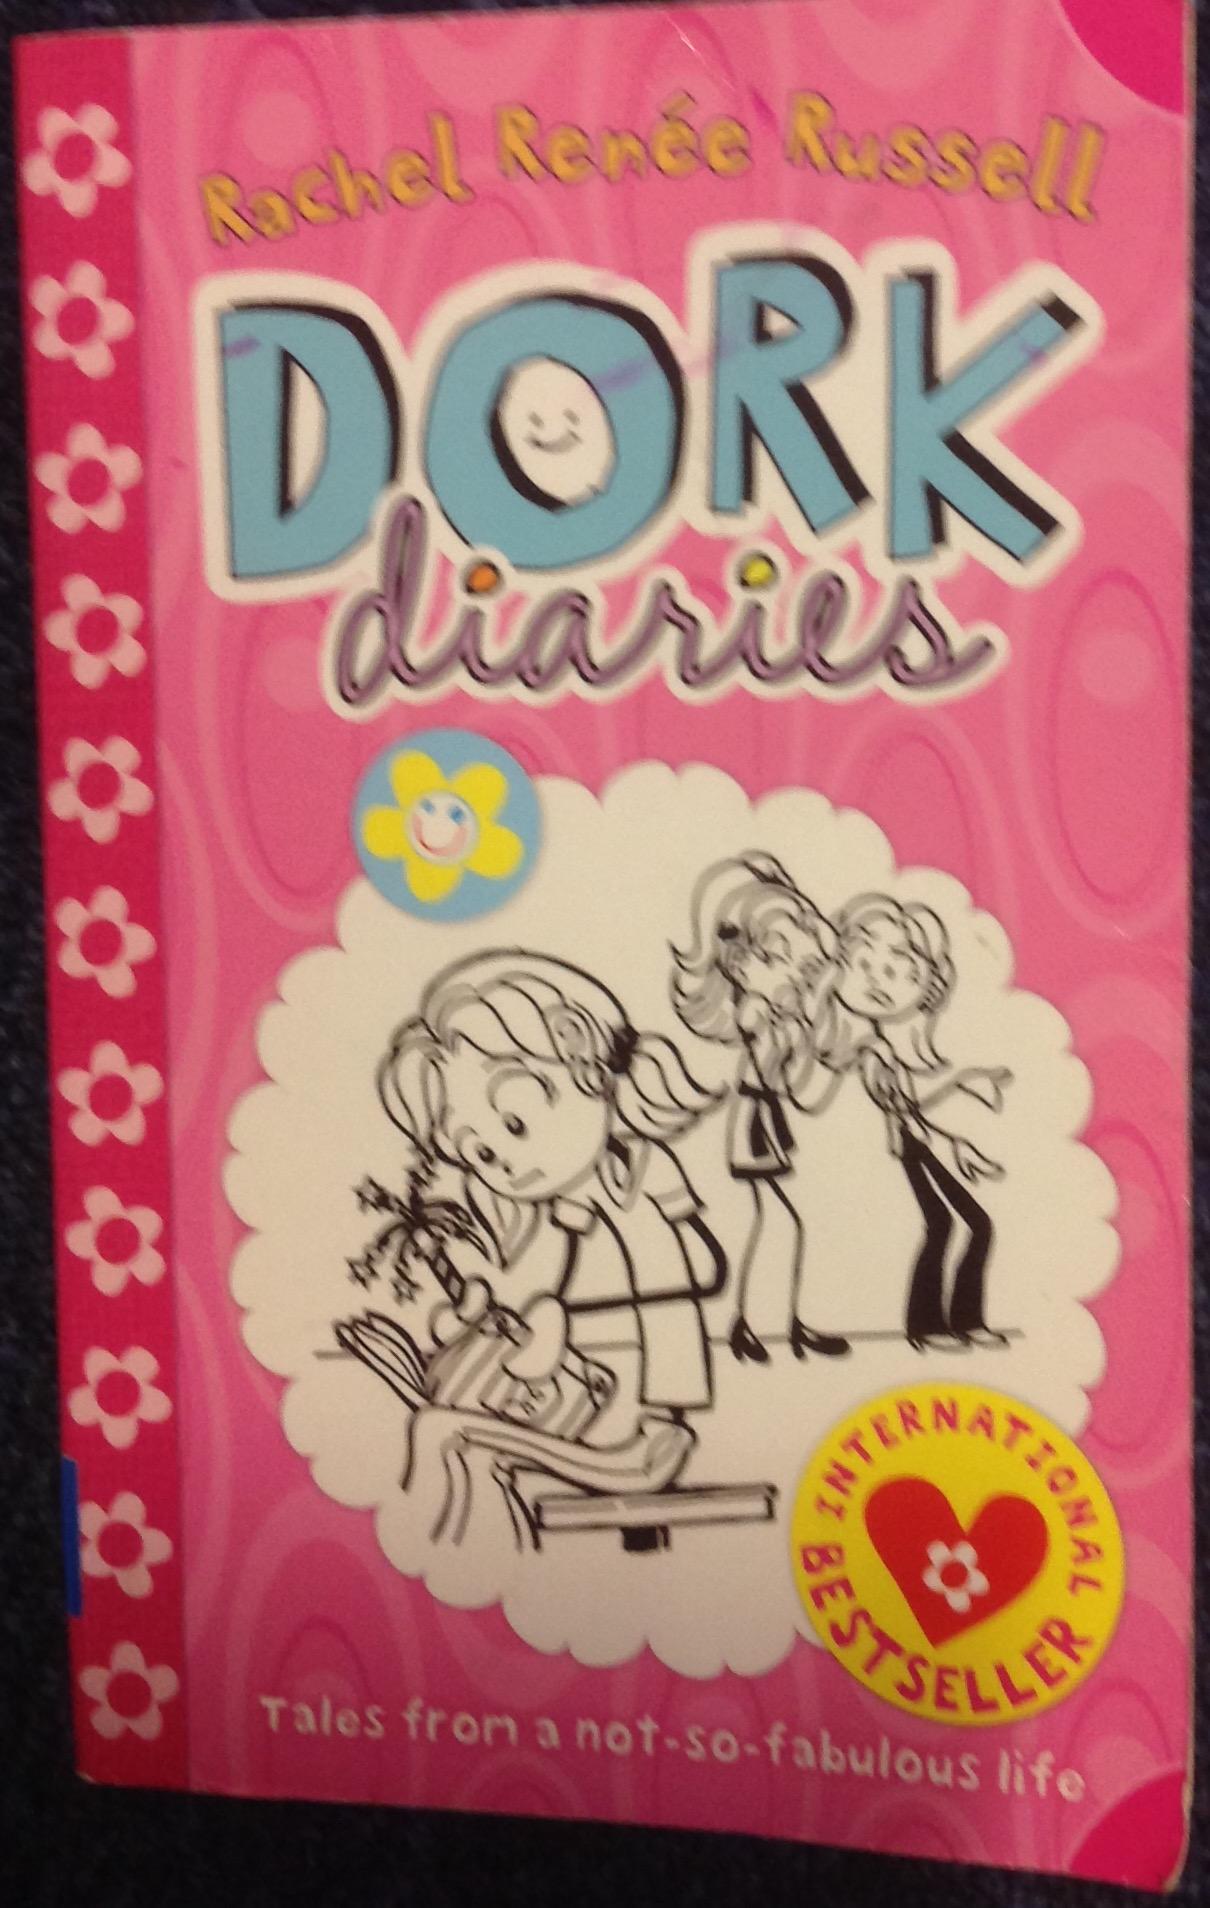 Rachel Renée Russell
DORK
diaries
INTERNATIONAL
BESTSELLER
Tales from a not-so-fabulous life